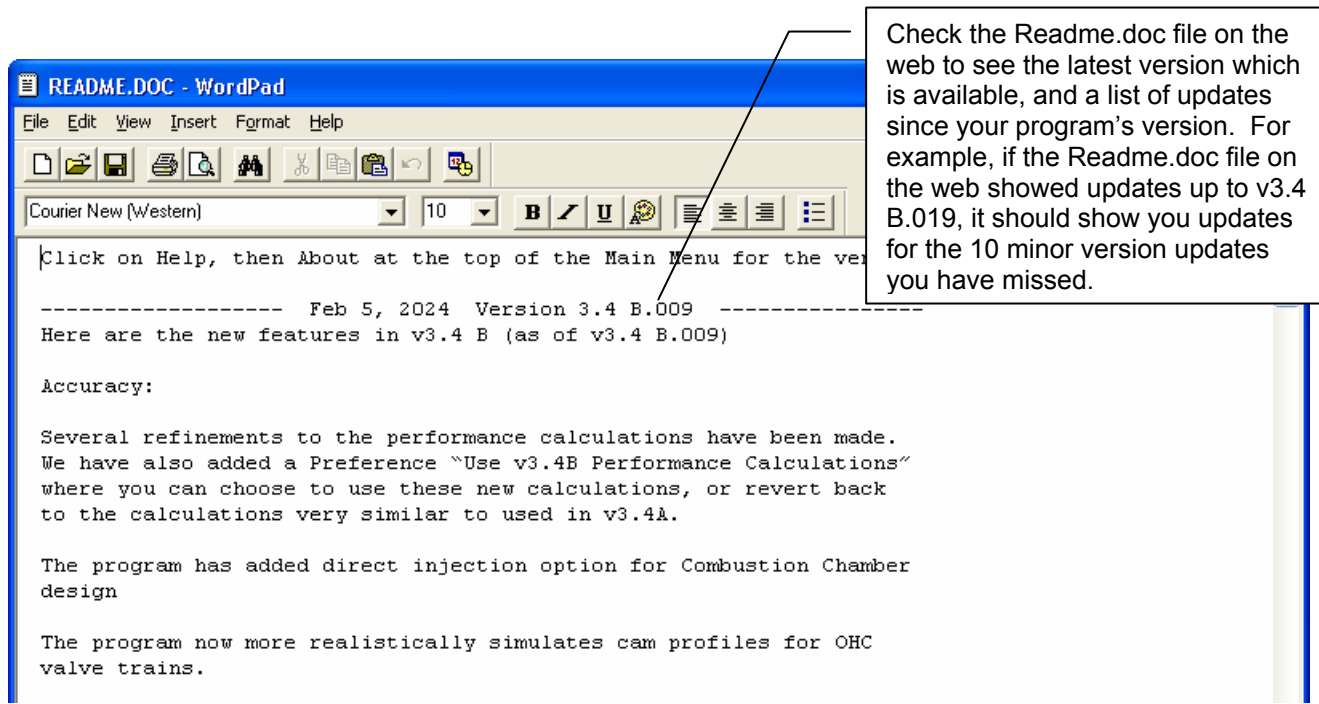 Check the Readme.doc file on the
web to see the latest version which
is available, and a list of updates
since your program's version.  For
example, if the Readme.doc file on
the web showed updates up to v3.4
B.019, it should show you updates
for the 10 minor version updates
you have missed.
README.DOC - WordPad
File Edit View Insert Format Help
Courier New (Western) 10 B I U
Click on Help, then About at the top of the Main Menu for the
------------------- Feb 5, 2024  Version 3.4 B.009  ----------------
Here are the new features in v3.4 B (as of v3.4 B.009)
Accuracy:
Several refinements to the performance calculations have been made.
We have also added a Preference "Use v3.4B Performance Calculations"
where you can choose to use these new calculations, or revert back
to the calculations very similar to used in v3.4A.
The program has added direct injection option for Combustion Chamber
design
The program now more realistically simulates cam profiles for OHC
valve trains.